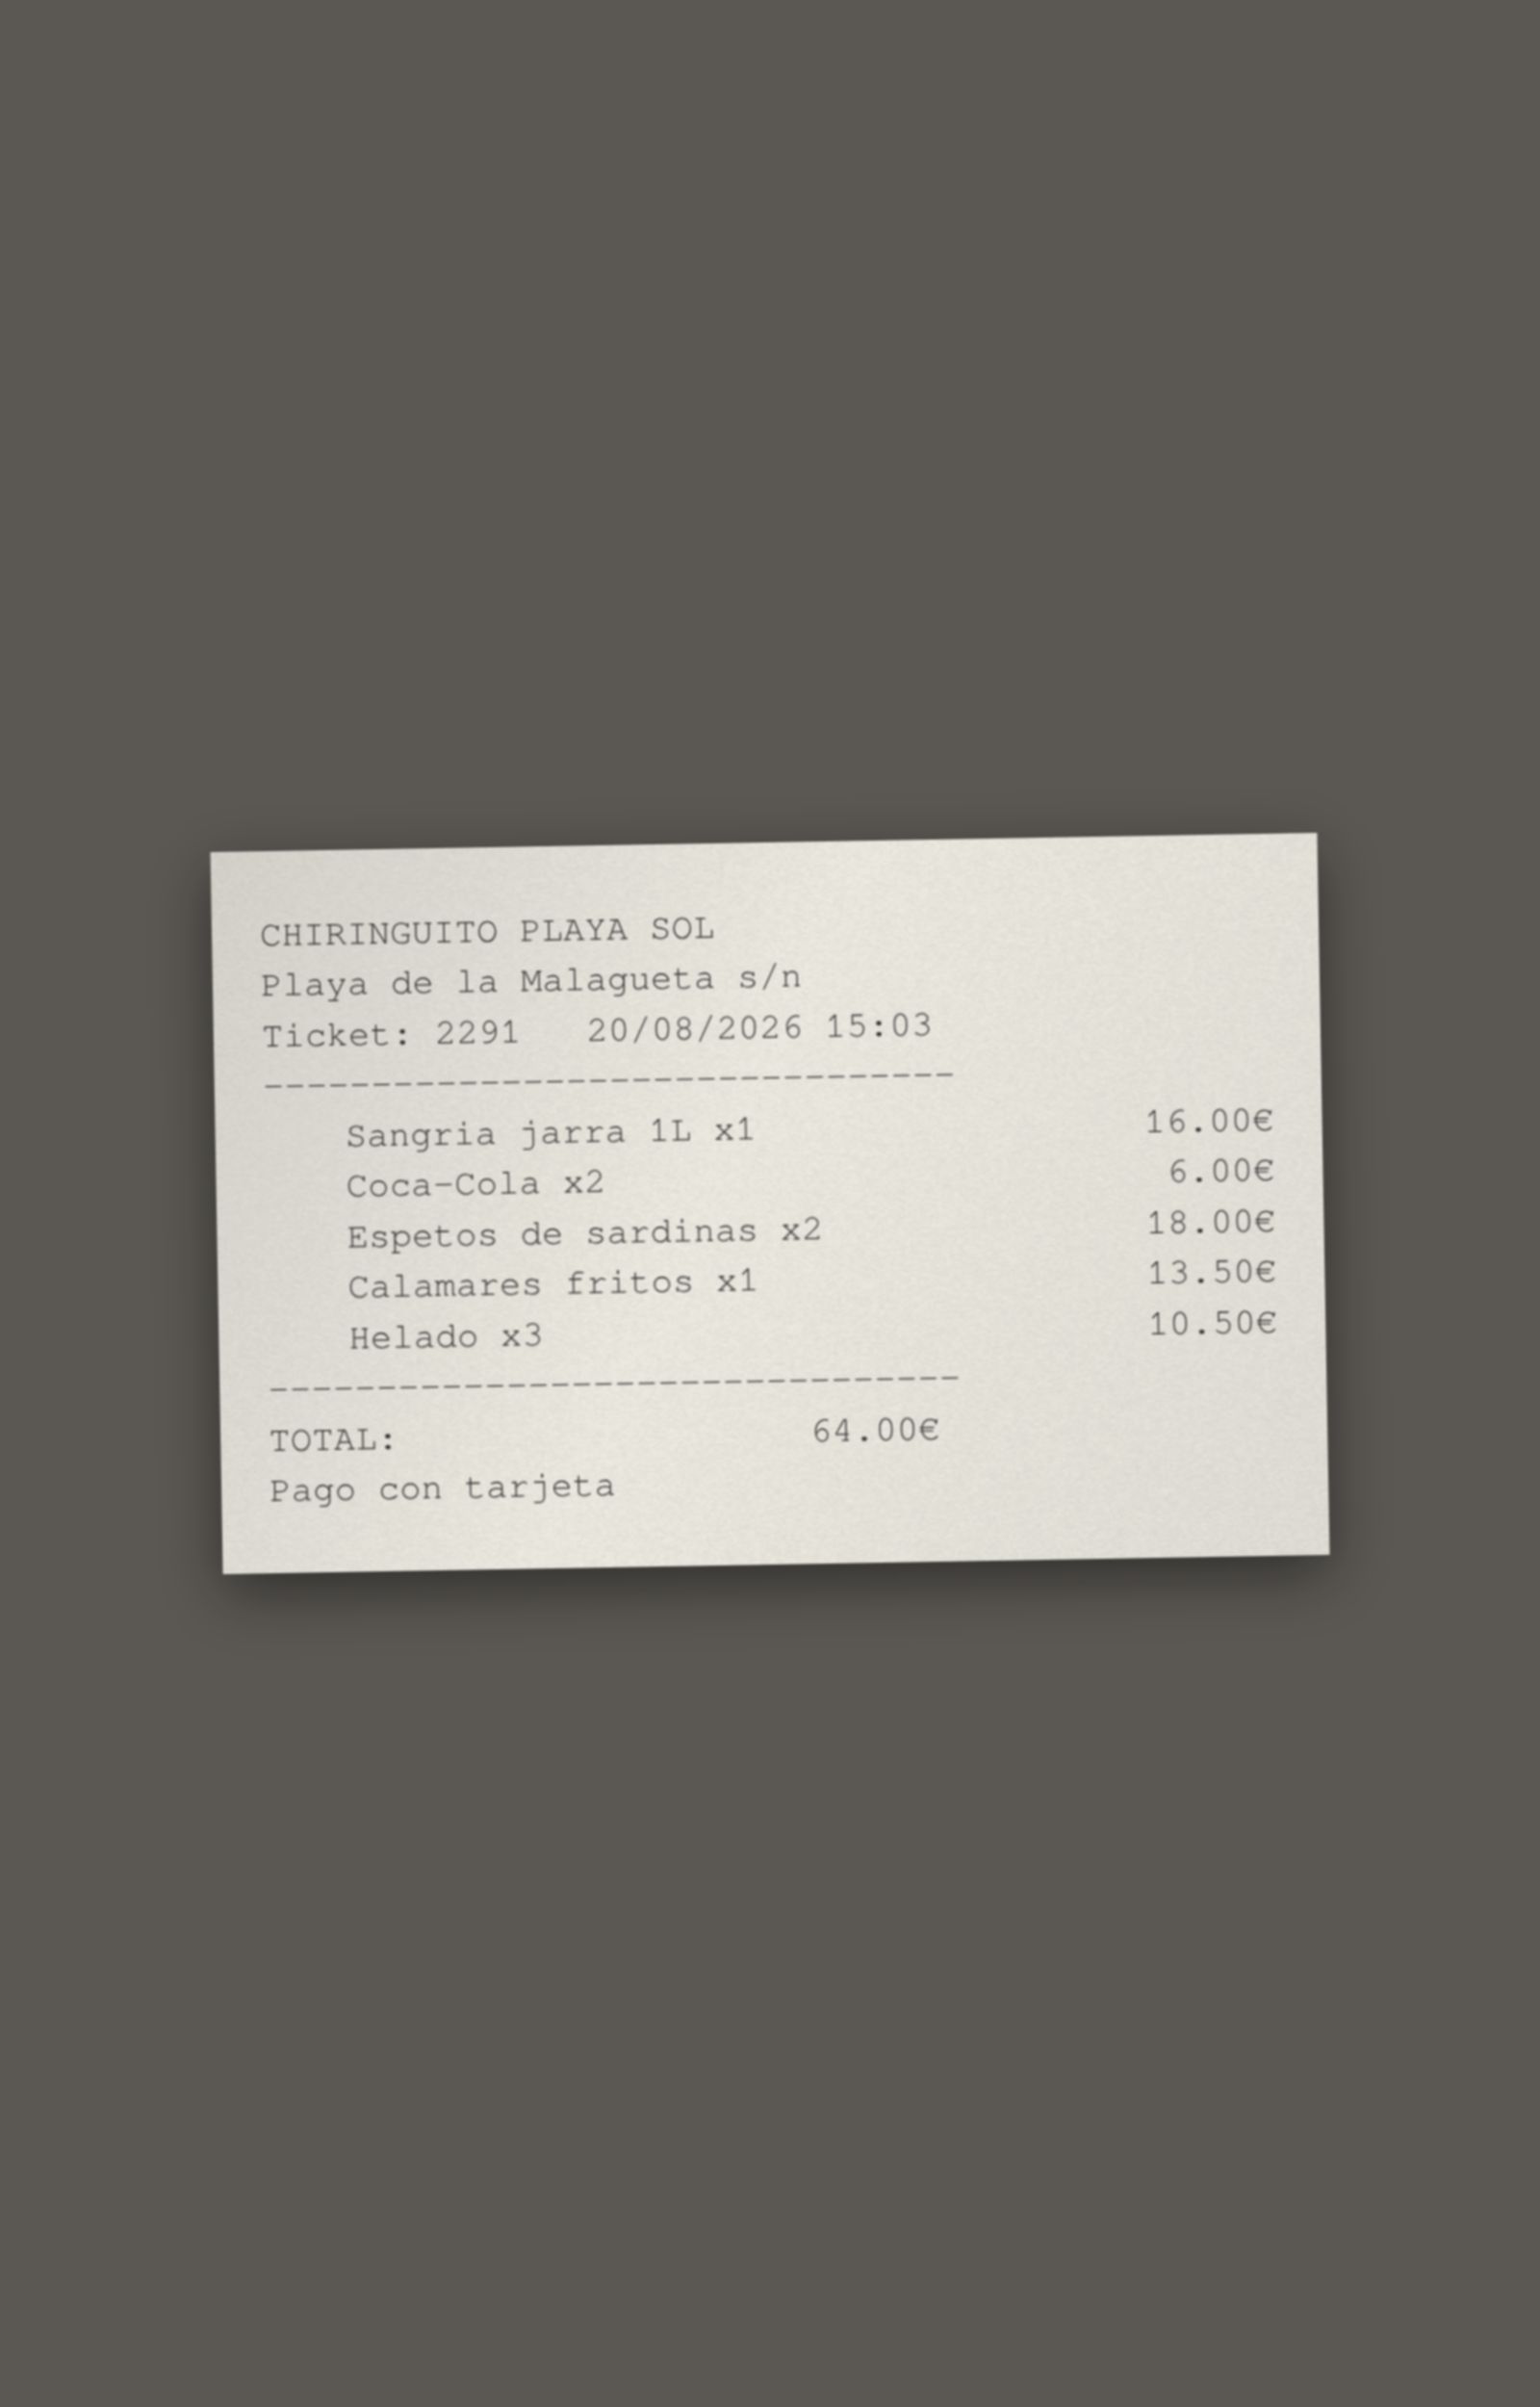 CHIRINGUITO PLAYA SOL
Playa de la Malagueta s/n
Ticket: 2291   20/08/2026 15:03
--------------------------------
Sangria jarra 1L x1 16.00€
Coca-Cola x2 6.00€
Espetos de sardinas x2 18.00€
Calamares fritos x1 13.50€
Helado x3 10.50€
--------------------------------
TOTAL: 64.00€
Pago con tarjeta